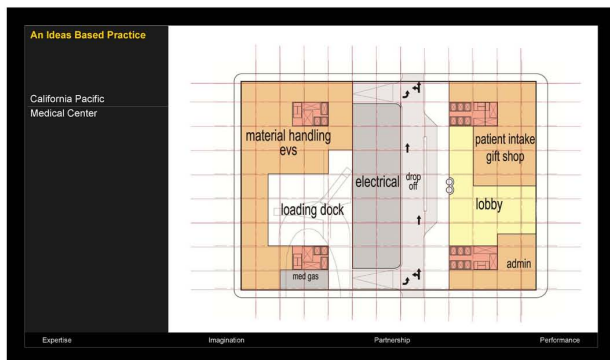 An Ideas Based Practice
California Pacific
Medical Center
material handling
evs
patient intake
gift shop
electrical
drop
off
loading dock
lobby
med gas
admin
Expertise
Imagination
Partnership
Performance